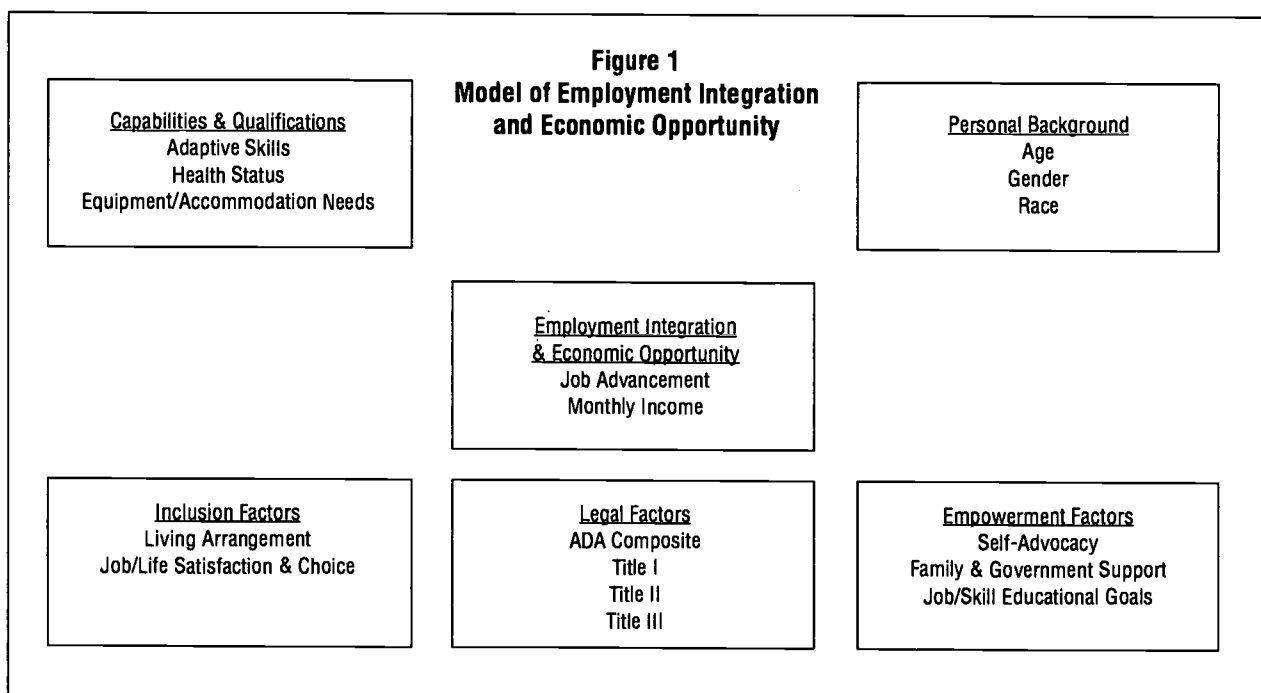 Figure 1
Model of Employment Integration
and Economic Opportunity
Capabilities & Qualifications
Adaptive Skills
Health Status
Equipment/Accommodation Needs
Personal Background
Age
Gender
Race
Employment Integration
& Economic Opportunity
Job Advancement
Monthly Income
Inclusion Factors
Living Arrangement
Job/Life Satisfaction & Choice
Legal Factors
ADA Composite
Title I
Title II
Title III
Empowerment Factors
Self-Advocacy
Family & Government Support
Job/Skill Educational Goals